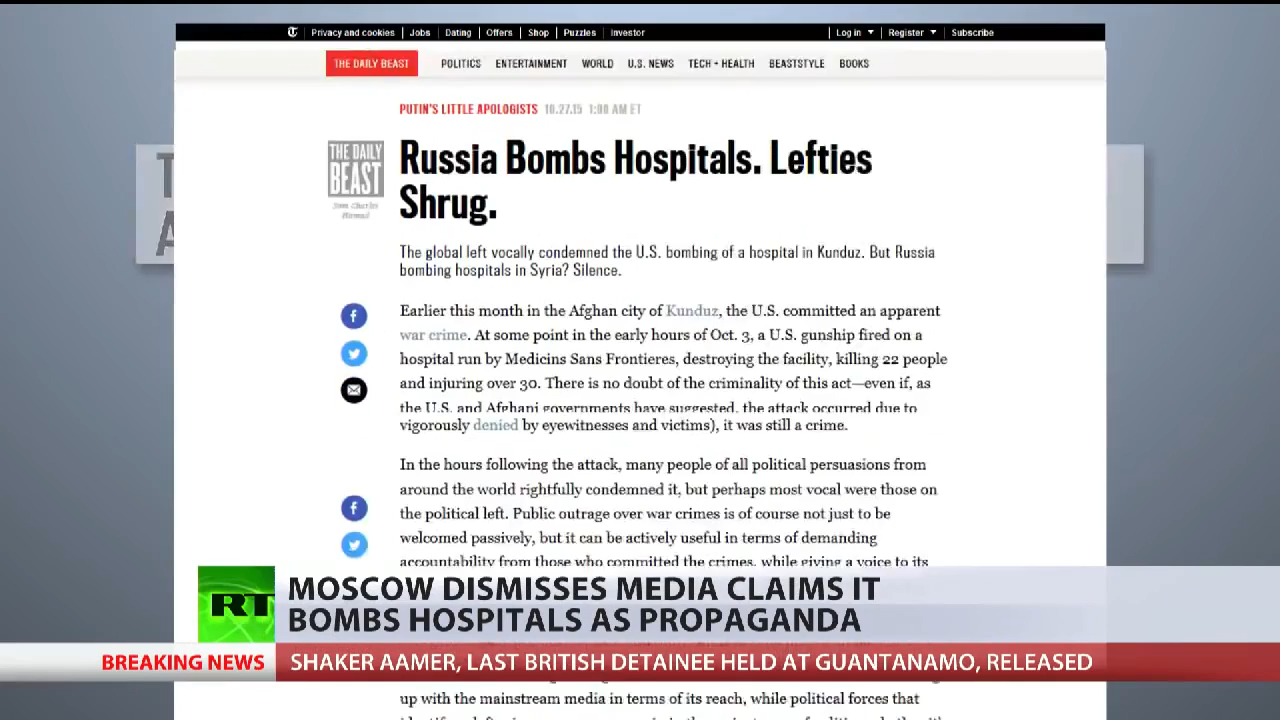 Privacy and cookies Jobs Dating Offers Shop Puzzles Investor Log in Register Subscribe
THE DAILY BEAST POLITICS ENTERTAINMENT WORLD U.S. NEWS TECH + HEALTH BEASTSTYLE BOOKS
PUTIN'S LITTLE APOLOGISTS 10.27.15 1:00 AM ET
THE DAILY
BEAST
Russia Bombs Hospitals. Lefties
Shrug.
The global left vocally condemned the U.S. bombing of a hospital in Kunduz. But Russia
bombing hospitals in Syria? Silence.
Earlier this month in the Afghan city of Kunduz, the U.S. committed an apparent
war crime. At some point in the early hours of Oct. 3, a U.S. gunship fired on a
hospital run by Medicins Sans Frontieres, destroying the facility, killing 22 people
and injuring over 30. There is no doubt of the criminality of this act—even if, as
the U.S. and Afghani governments have suggested, the attack occurred due to
vigorously denied by eyewitnesses and victims), it was still a crime.
In the hours following the attack, many people of all political persuasions from
around the world rightfully condemned it, but perhaps most vocal were those on
the political left. Public outrage over war crimes is of course not just to be
welcomed passively, but it can be actively useful in terms of demanding
accountability from those who committed the crimes, while giving a voice to its
RT
MOSCOW DISMISSES MEDIA CLAIMS IT
BOMBS HOSPITALS AS PROPAGANDA
BREAKING NEWS SHAKER AAMER, LAST BRITISH DETAINEE HELD AT GUANTANAMO, RELEASED
up with the mainstream media in terms of its reach, while political forces that